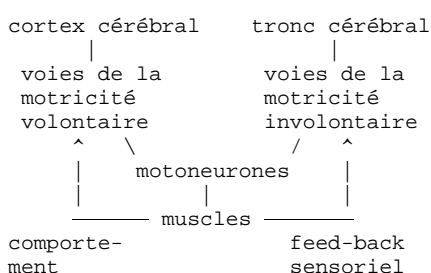 cortex cérébral tronc cérébral
voies de la voies de la
motricité motricité
volontaire involontaire
motoneurones
muscles
comporte- feed-back
ment sensoriel